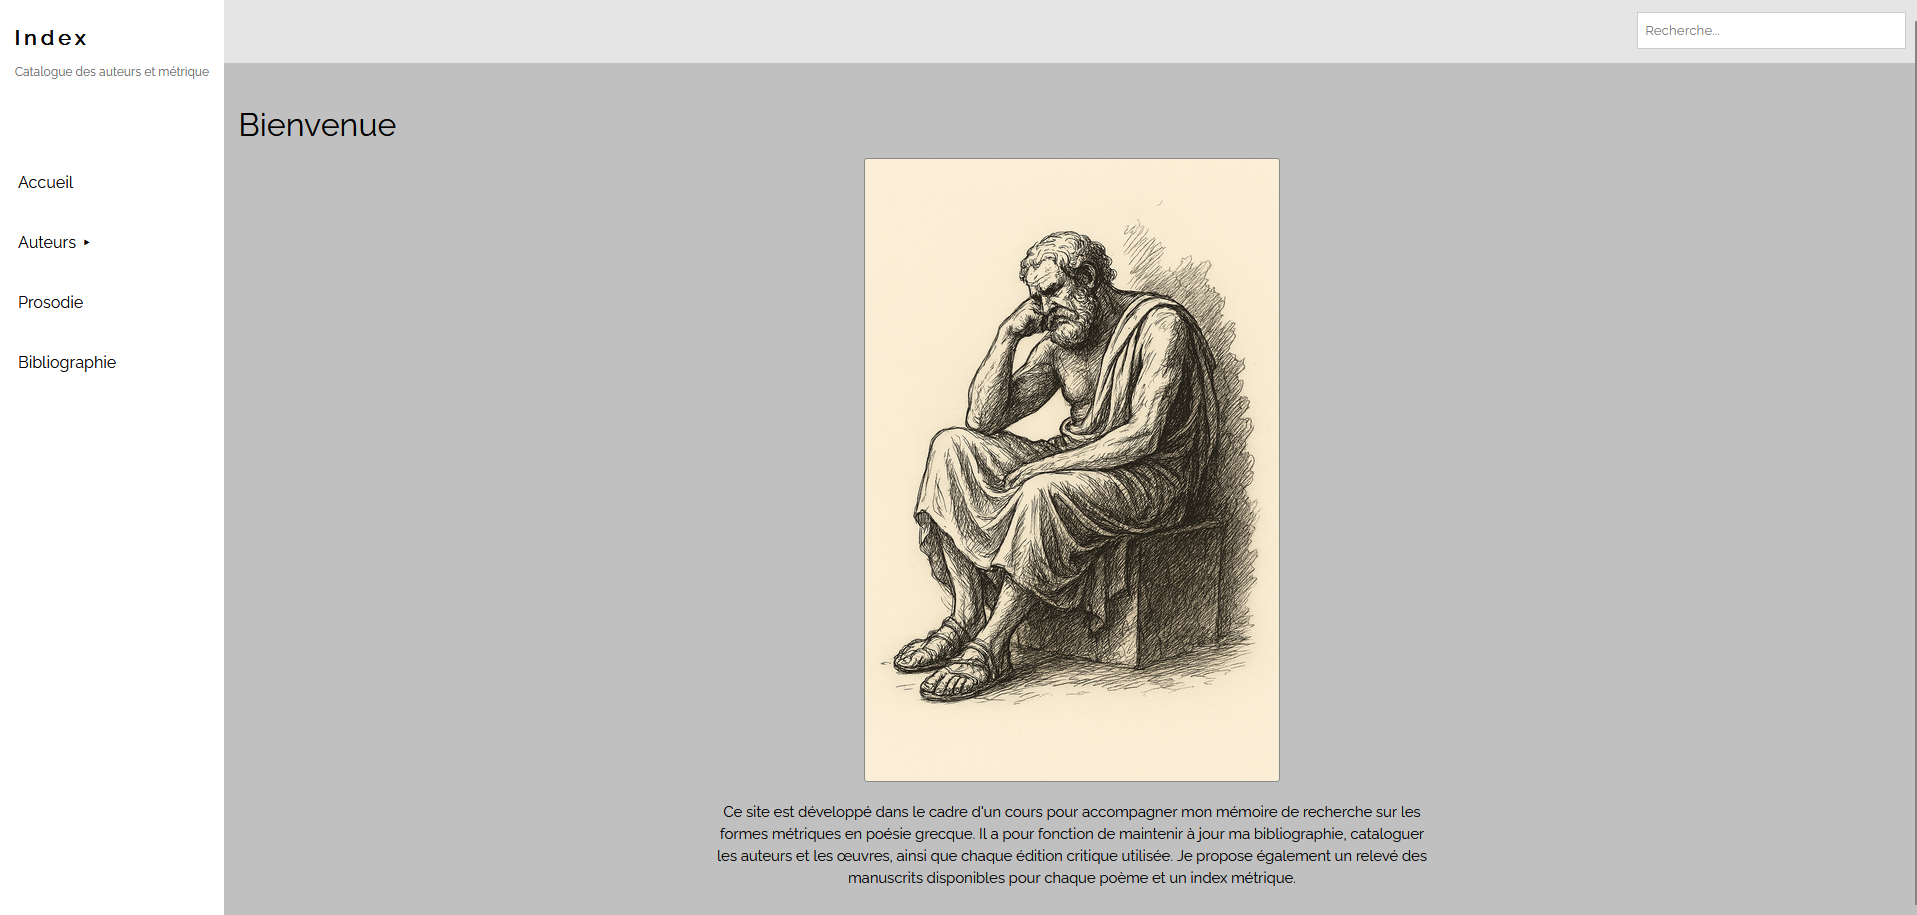 Index
Catalogue des auteurs et métrique
Recherche...
Bienvenue
Accueil
Auteurs ▸
Prosodie
Bibliographie
Ce site est développé dans le cadre d'un cours pour accompagner mon mémoire de recherche sur les
formes métriques en poésie grecque. Il a pour fonction de maintenir à jour ma bibliographie, cataloguer
les auteurs et les œuvres, ainsi que chaque édition critique utilisée. Je propose également un relevé des
manuscrits disponibles pour chaque poème et un index métrique.